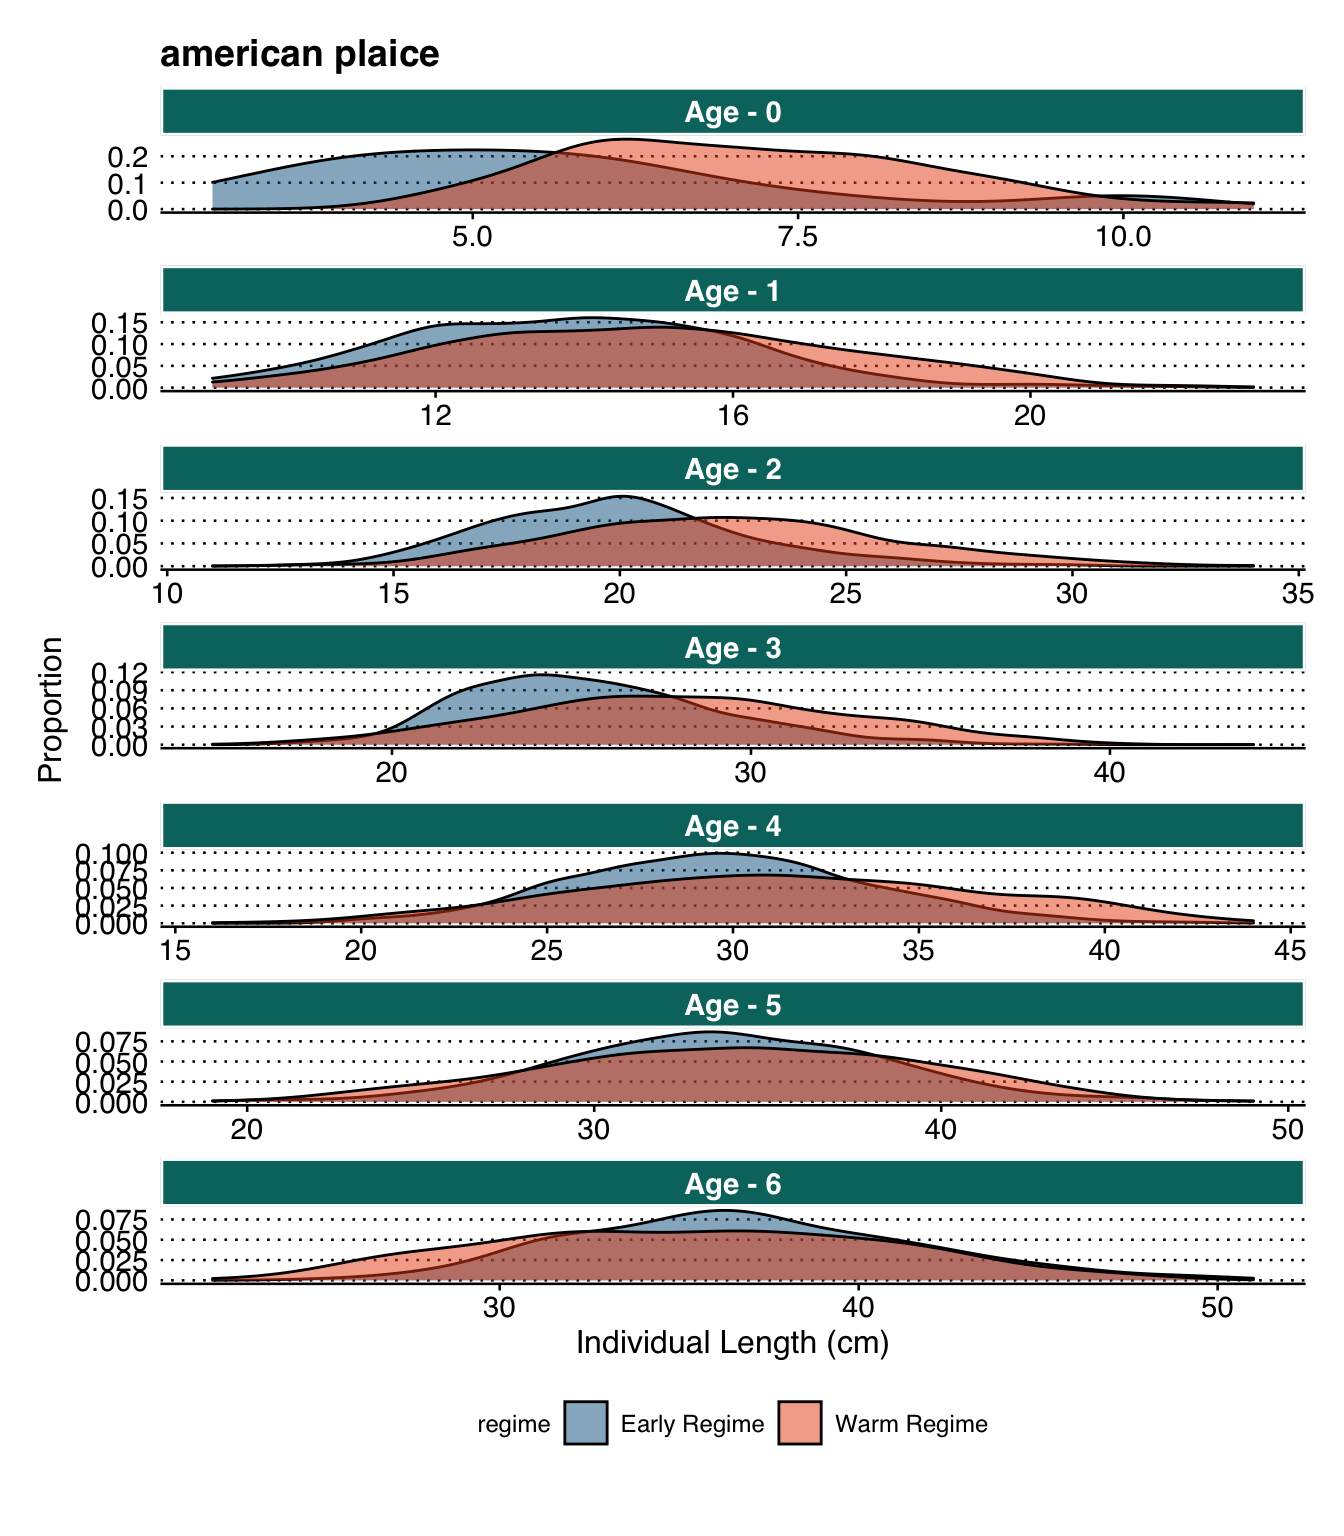 american plaice
Age - 0
0.2
0.1
0.0
5.0 7.5 10.0
Age - 1
0.15
0.10
0.05
0.00
12 16 20
Age - 2
0.15
0.10
0.05
0.00
10 15 20 25 30 35
Proportion
Age - 3
0.12
0.09
0.06
0.03
0.00
20 30 40
Age - 4
0.100
0.075
0.050
0.025
0.000
15 20 25 30 35 40 45
Age - 5
0.075
0.050
0.025
0.000
20 30 40 50
Age - 6
0.075
0.050
0.025
0.000
30 40 50
Individual Length (cm)
regime Early Regime Warm Regime